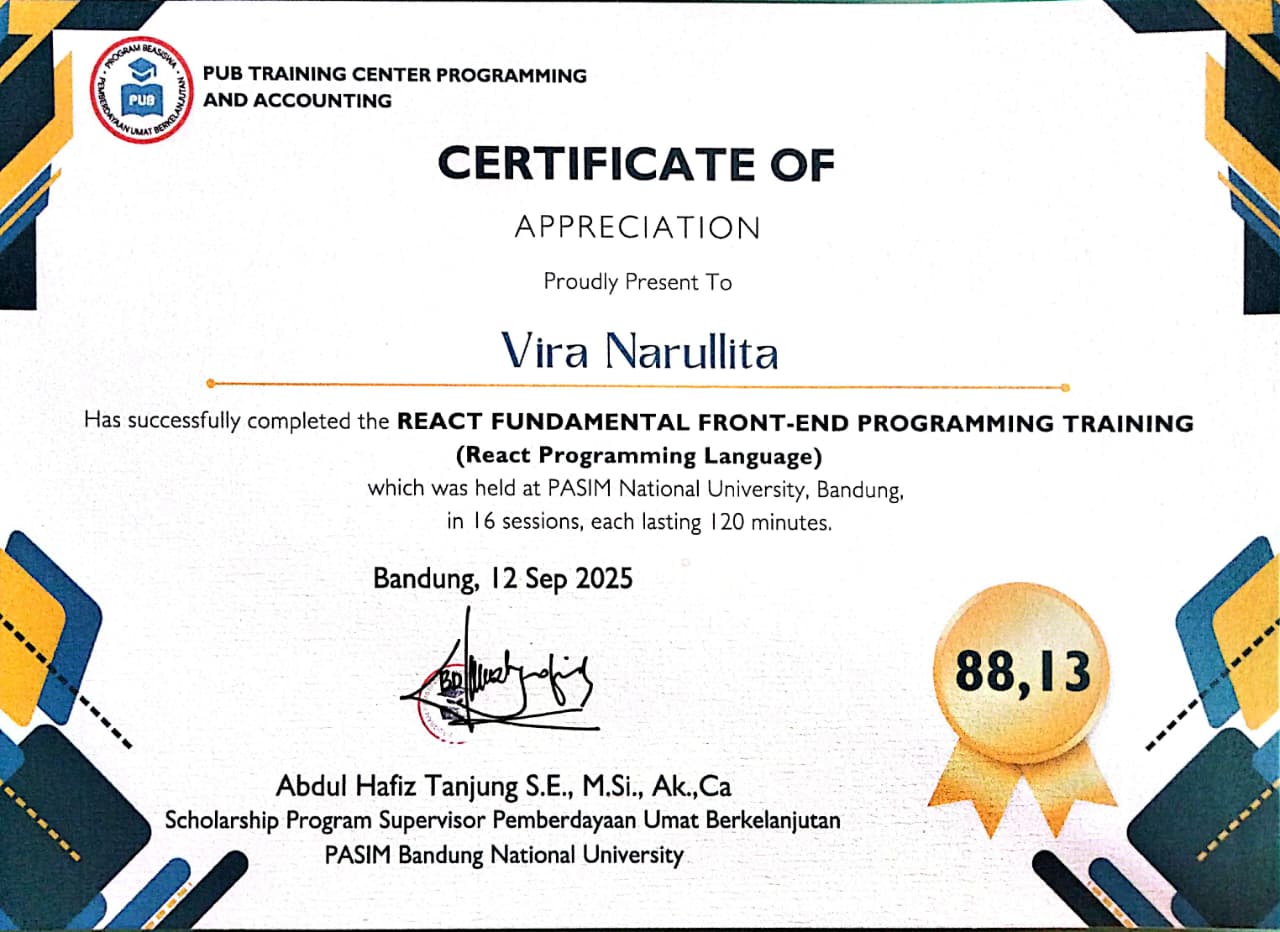 PROGRAM BEASISWA
PEMBERDAYAAN UMAT BERKELANJUTAN
PUB
PUB TRAINING CENTER PROGRAMMING
AND ACCOUNTING
CERTIFICATE OF
APPRECIATION
Proudly Present To
Vira Narullita
Has successfully completed the REACT FUNDAMENTAL FRONT-END PROGRAMMING TRAINING
(React Programming Language)
which was held at PASIM National University, Bandung,
in 16 sessions, each lasting 120 minutes.
Bandung, 12 Sep 2025
88,13
Abdul Hafiz Tanjung S.E., M.Si., Ak.,Ca
Scholarship Program Supervisor Pemberdayaan Umat Berkelanjutan
PASIM Bandung National University